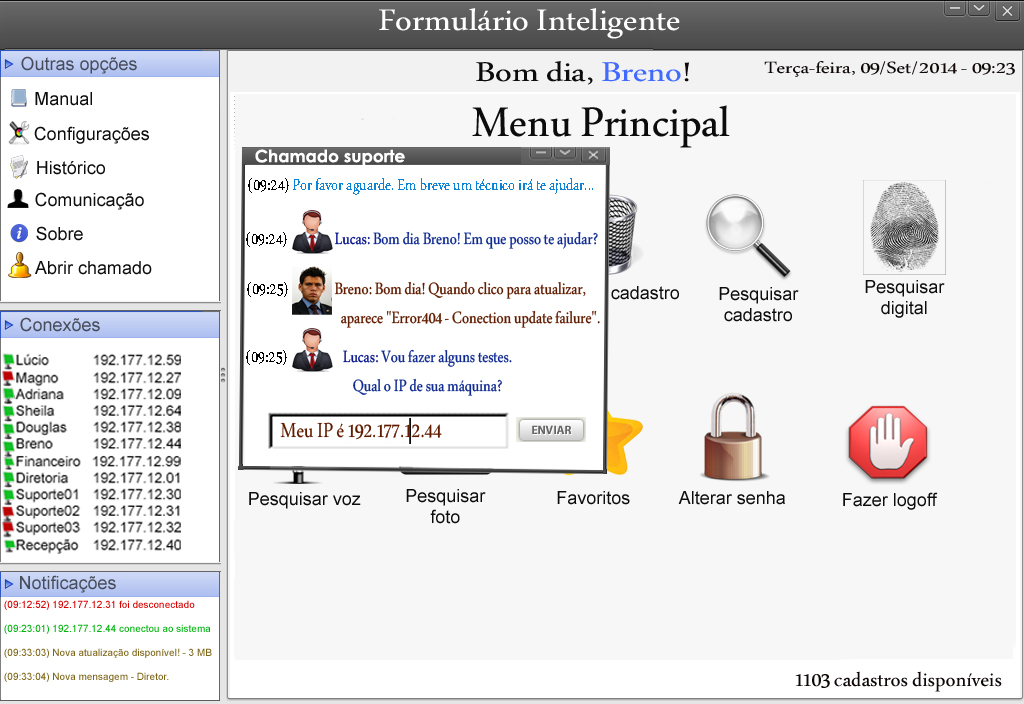 Formulário Inteligente
Outras opções
Manual
Configurações
Histórico
Comunicação
Sobre
Abrir chamado
Conexões
Lúcio 192.177.12.59
Magno 192.177.12.27
Adriana 192.177.12.09
Sheila 192.177.12.64
Douglas 192.177.12.38
Breno 192.177.12.44
Financeiro 192.177.12.99
Diretoria 192.177.12.01
Suporte01 192.177.12.30
Suporte02 192.177.12.31
Suporte03 192.177.12.32
Recepção 192.177.12.40
Notificações
(09:12:52) 192.177.12.31 foi desconectado
(09:23:01) 192.177.12.44 conectou ao sistema
(09:33:03) Nova atualização disponível! - 3 MB
(09:33:04) Nova mensagem - Diretor.
Bom dia, Breno!
Terça-feira, 09/Set/2014 - 09:23
Menu Principal
Chamado suporte
(09:24) Por favor aguarde. Em breve um técnico irá te ajudar...
(09:24) Lucas: Bom dia Breno! Em que posso te ajudar?
(09:25) Breno: Bom dia! Quando clico para atualizar,
aparece "Error404 - Conection update failure".
(09:25) Lucas: Vou fazer alguns testes.
Qual o IP de sua máquina?
Meu IP é 192.177.12.44
ENVIAR
cadastro
Pesquisar
cadastro
Pesquisar
digital
Pesquisar voz
Pesquisar
foto
Favoritos
Alterar senha
Fazer logoff
1103 cadastros disponíveis